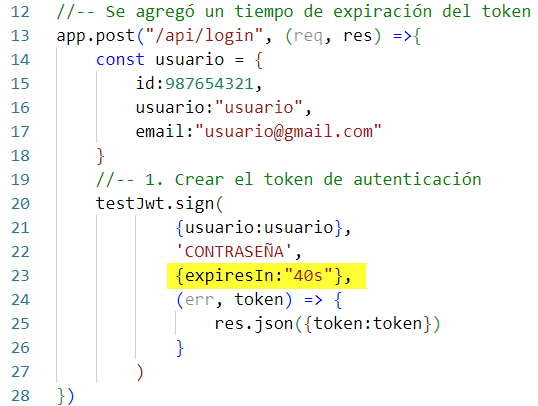 12 //-- Se agregó un tiempo de expiración del token
13 app.post("/api/login", (req, res) =>{
14     const usuario = {
15         id:987654321,
16         usuario:"usuario",
17         email:"usuario@gmail.com"
18     }
19     //-- 1. Crear el token de autenticación
20     testJwt.sign(
21             {usuario:usuario},
22             'CONTRASEÑA',
23             {expiresIn:"40s"},
24             (err, token) => {
25                 res.json({token:token})
26             }
27         )
28 })